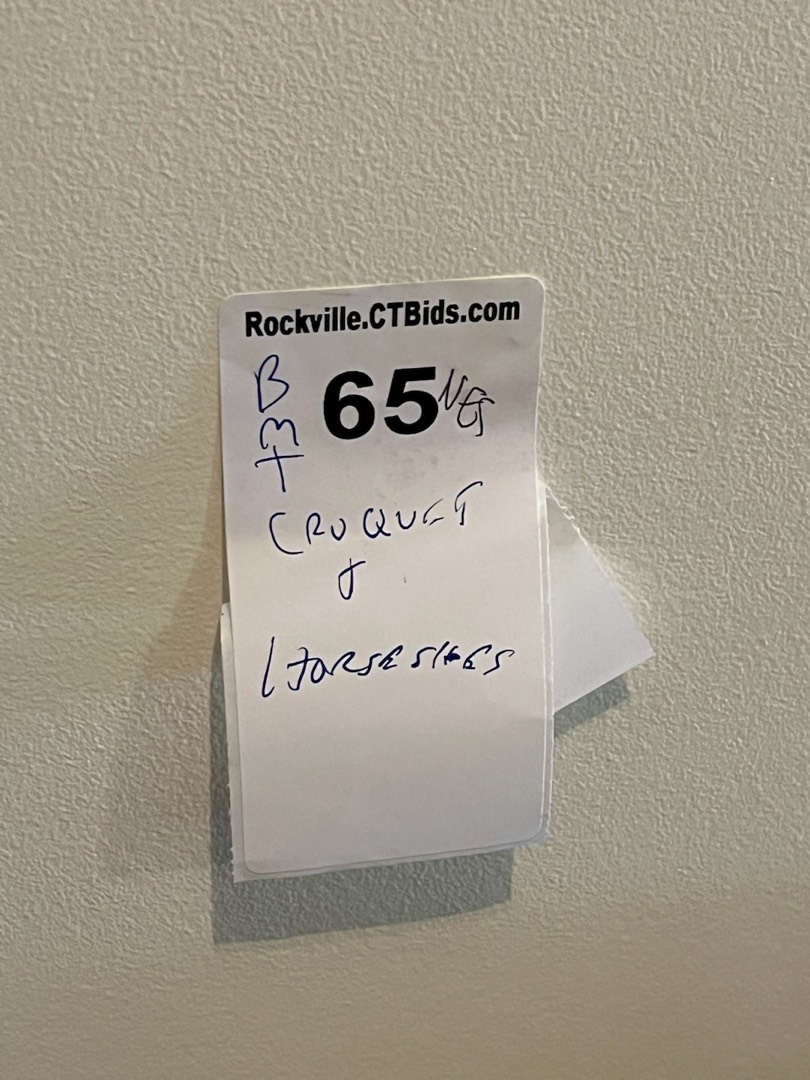 Rockville.CTBids.com
B
M
T
65
CROQUET
&
HORSESHOES